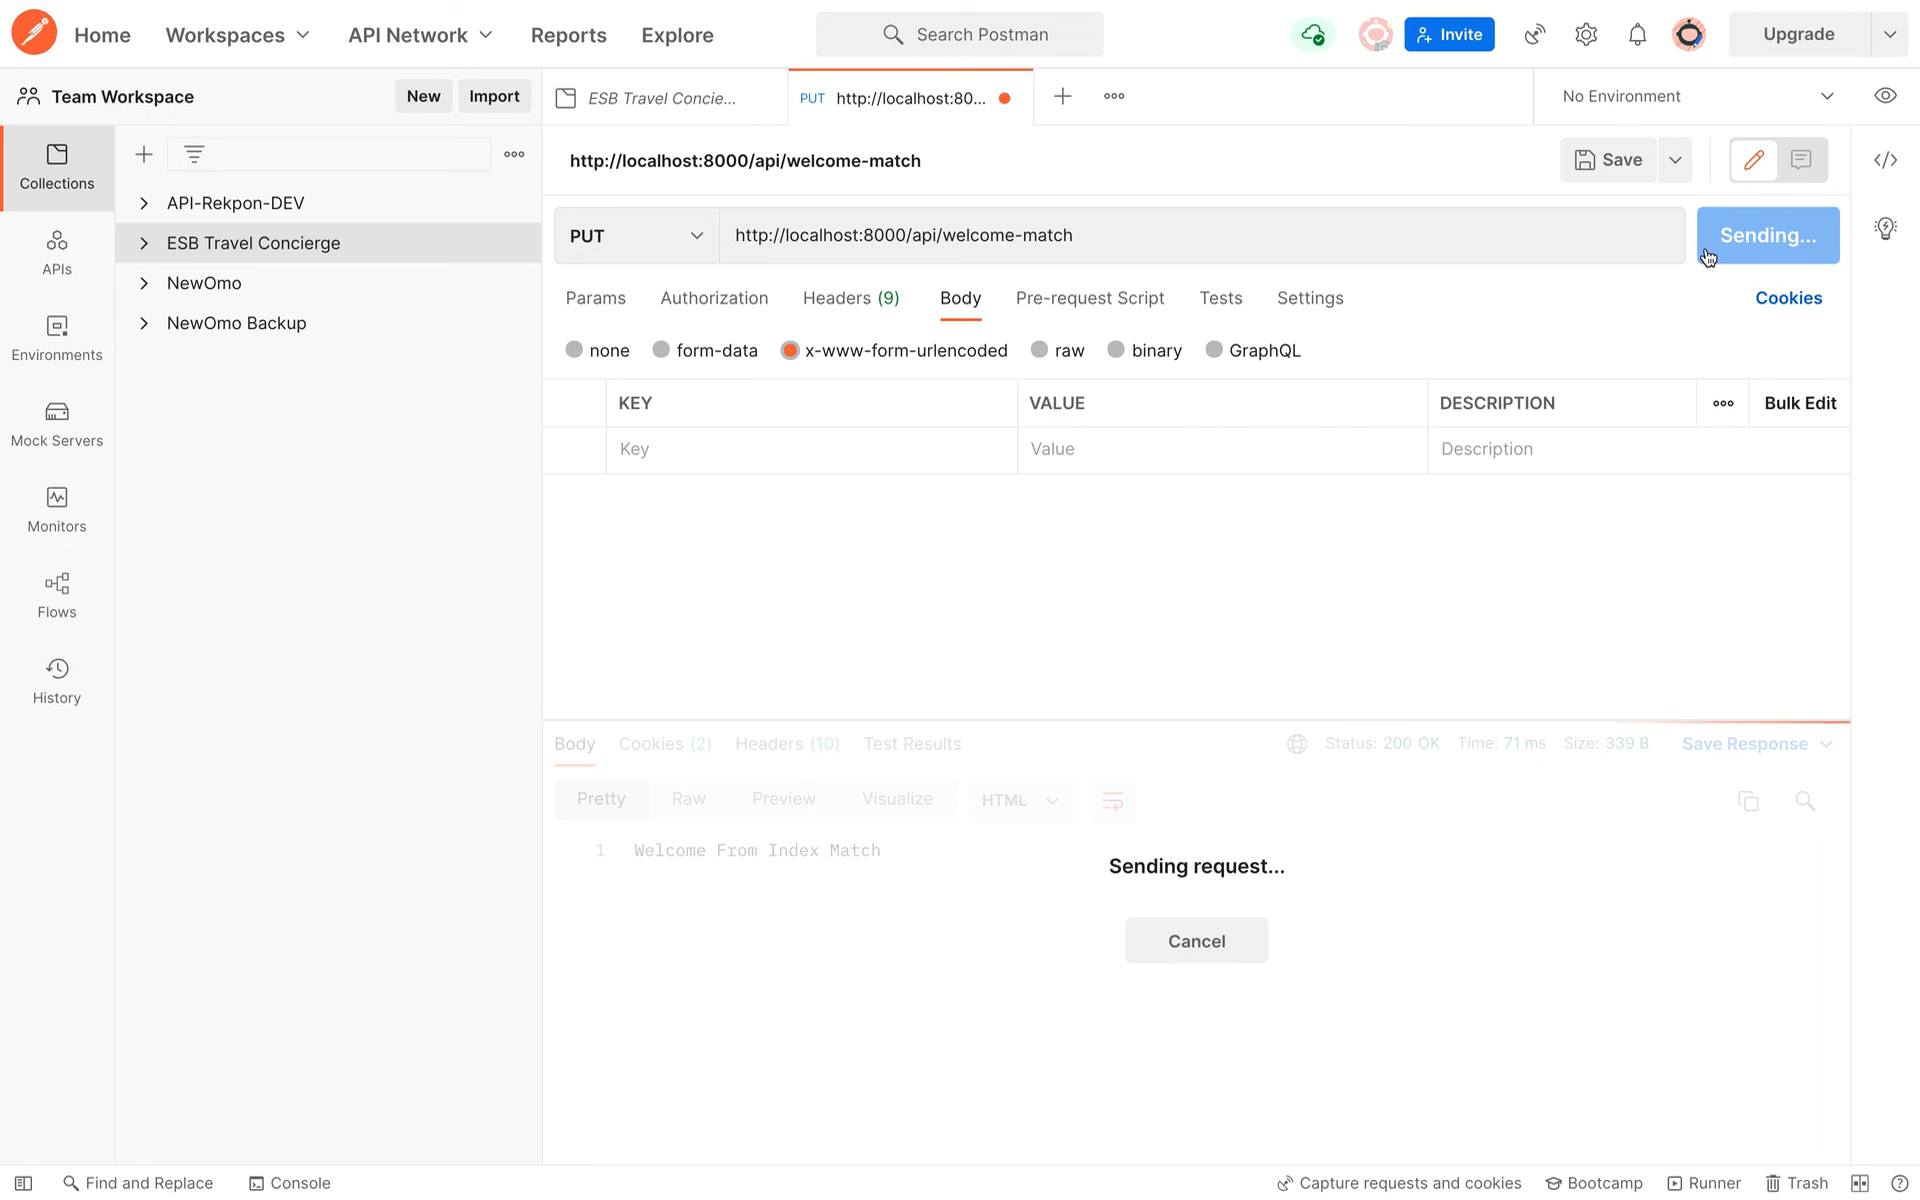 Home Workspaces API Network Reports Explore Search Postman Invite Upgrade
Team Workspace New Import ESB Travel Concie... PUT http://localhost:80... No Environment
http://localhost:8000/api/welcome-match Save
Collections
API-Rekpon-DEV
ESB Travel Concierge
NewOmo
NewOmo Backup
APIs
Environments
Mock Servers
Monitors
Flows
History
PUT http://localhost:8000/api/welcome-match Sending...
Params Authorization Headers (9) Body Pre-request Script Tests Settings Cookies
none form-data x-www-form-urlencoded raw binary GraphQL
KEY VALUE DESCRIPTION Bulk Edit
Key Value Description
Body Cookies (2) Headers (10) Test Results Status: 200 OK Time: 71 ms Size: 339 B Save Response
Pretty Raw Preview Visualize HTML
1 Welcome From Index Match
Sending request...
Cancel
Find and Replace Console Capture requests and cookies Bootcamp Runner Trash